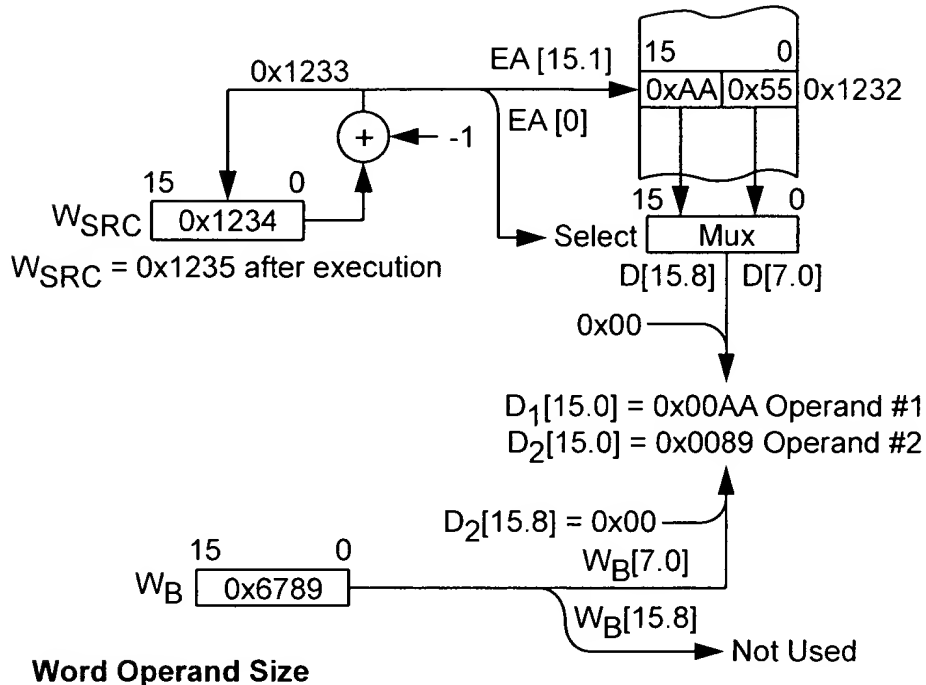 15 0
0x1233 EA [15.1]
0xAA 0x55 0x1232
EA [0]
+ -1
15 0
W_SRC 0x1234
15 0
Select Mux
W_SRC = 0x1235 after execution
D[15.8] D[7.0]
0x00
D_1[15.0] = 0x00AA Operand #1
D_2[15.0] = 0x0089 Operand #2
D_2[15.8] = 0x00
15 0
W_B 0x6789
W_B[7.0]
W_B[15.8]
Not Used
Word Operand Size